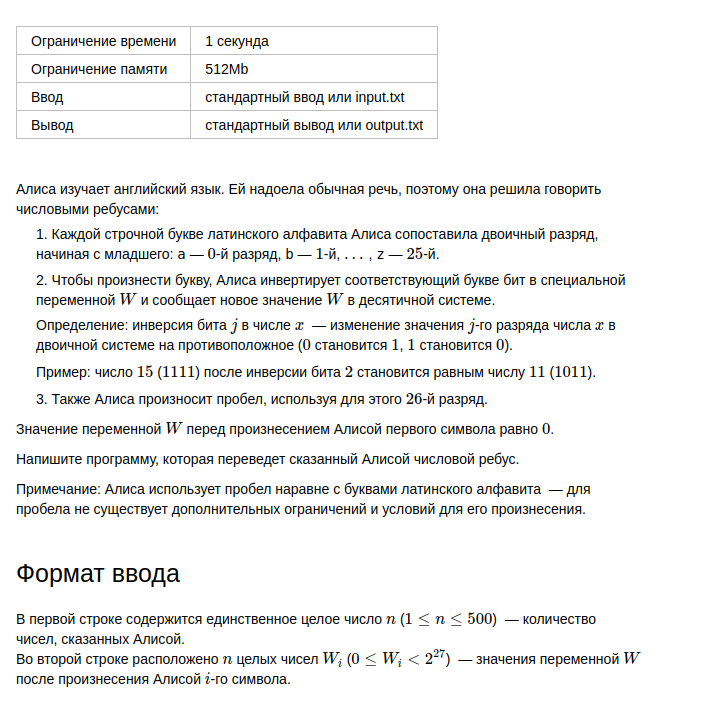 Ограничение времени 1 секунда
Ограничение памяти 512Mb
Ввод стандартный ввод или input.txt
Вывод стандартный вывод или output.txt
Алиса изучает английский язык. Ей надоела обычная речь, поэтому она решила говорить
числовыми ребусами:
1. Каждой строчной букве латинского алфавита Алиса сопоставила двоичный разряд,
начиная с младшего: a — 0-й разряд, b — 1-й, . . . , z — 25-й.
2. Чтобы произнести букву, Алиса инвертирует соответствующий букве бит в специальной
переменной W и сообщает новое значение W в десятичной системе.
Определение: инверсия бита j в числе x — изменение значения j-го разряда числа x в
двоичной системе на противоположное (0 становится 1, 1 становится 0).
Пример: число 15 (1111) после инверсии бита 2 становится равным числу 11 (1011).
3. Также Алиса произносит пробел, используя для этого 26-й разряд.
Значение переменной W перед произнесением Алисой первого символа равно 0.
Напишите программу, которая переведет сказанный Алисой числовой ребус.
Примечание: Алиса использует пробел наравне с буквами латинского алфавита — для
пробела не существует дополнительных ограничений и условий для его произнесения.
Формат ввода
В первой строке содержится единственное целое число n (1 ≤ n ≤ 500) — количество
чисел, сказанных Алисой.
Во второй строке расположено n целых чисел Wᵢ (0 ≤ Wᵢ < 2²⁷) — значения переменной W
после произнесения Алисой i-го символа.